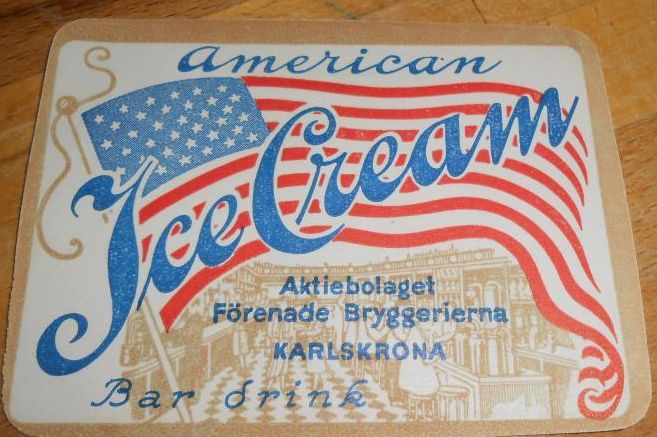 American
Ice Cream
Aktiebolaget
Förenade Bryggerierna
KARLSKRONA
Bar drink